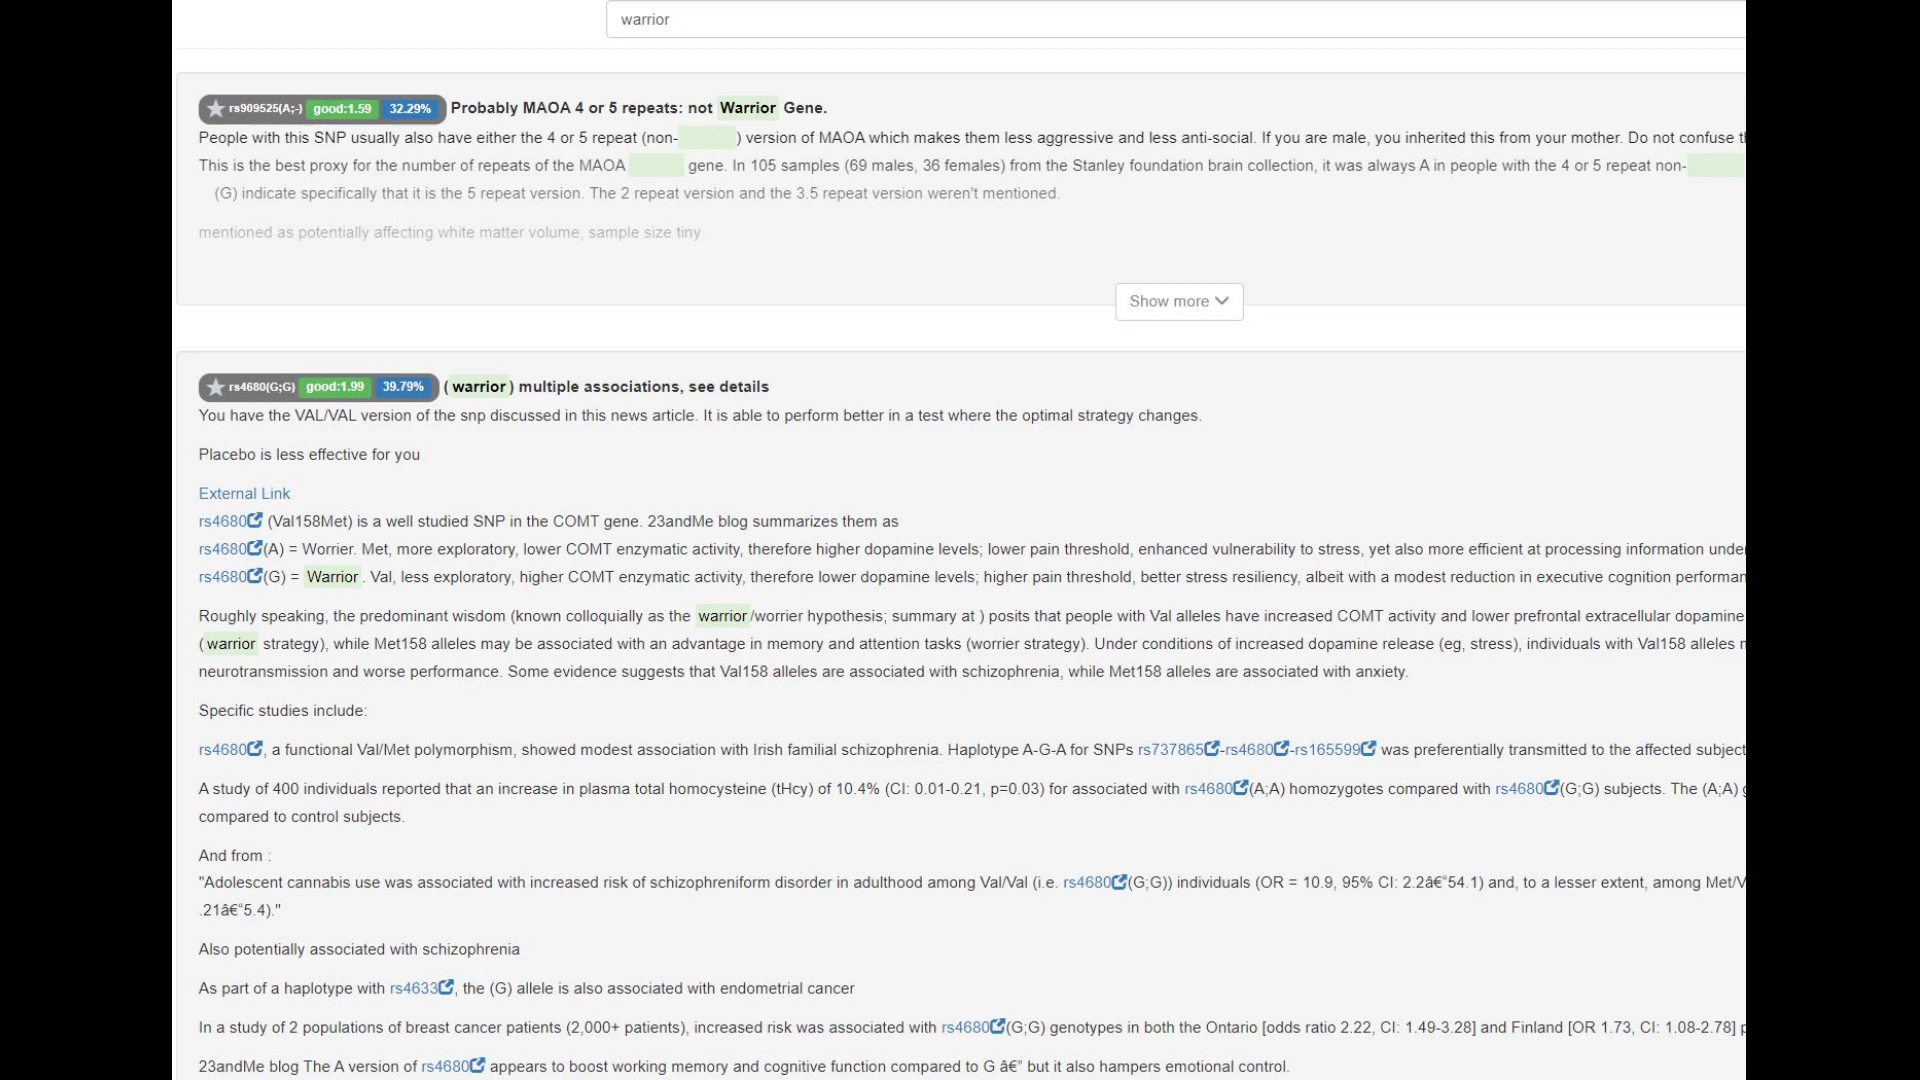 warrior
rs909525(A;-) good:1.59 32.29% Probably MAOA 4 or 5 repeats: not Warrior Gene.
People with this SNP usually also have either the 4 or 5 repeat (non- ) version of MAOA which makes them less aggressive and less anti-social. If you are male, you inherited this from your mother. Do not confuse
This is the best proxy for the number of repeats of the MAOA gene. In 105 samples (69 males, 36 females) from the Stanley foundation brain collection, it was always A in people with the 4 or 5 repeat non-
(G) indicate specifically that it is the 5 repeat version. The 2 repeat version and the 3.5 repeat version weren't mentioned.
mentioned as potentially affecting white matter volume, sample size tiny
Show more
rs4680(G;G) good:1.99 39.79% (warrior) multiple associations, see details
You have the VAL/VAL version of the snp discussed in this news article. It is able to perform better in a test where the optimal strategy changes.
Placebo is less effective for you
External Link
rs4680 (Val158Met) is a well studied SNP in the COMT gene. 23andMe blog summarizes them as
rs4680(A) = Worrier. Met, more exploratory, lower COMT enzymatic activity, therefore higher dopamine levels; lower pain threshold, enhanced vulnerability to stress, yet also more efficient at processing information unde
rs4680(G) = Warrior. Val, less exploratory, higher COMT enzymatic activity, therefore lower dopamine levels; higher pain threshold, better stress resiliency, albeit with a modest reduction in executive cognition performan
Roughly speaking, the predominant wisdom (known colloquially as the warrior/worrier hypothesis; summary at ) posits that people with Val alleles have increased COMT activity and lower prefrontal extracellular dopamine
(warrior strategy), while Met158 alleles may be associated with an advantage in memory and attention tasks (worrier strategy). Under conditions of increased dopamine release (eg, stress), individuals with Val158 alleles
neurotransmission and worse performance. Some evidence suggests that Val158 alleles are associated with schizophrenia, while Met158 alleles are associated with anxiety.
Specific studies include:
rs4680, a functional Val/Met polymorphism, showed modest association with Irish familial schizophrenia. Haplotype A-G-A for SNPs rs737865-rs4680-rs165599 was preferentially transmitted to the affected subject
A study of 400 individuals reported that an increase in plasma total homocysteine (tHcy) of 10.4% (CI: 0.01-0.21, p=0.03) for associated with rs4680(A;A) homozygotes compared with rs4680(G;G) subjects. The (A;A)
compared to control subjects.
And from :
"Adolescent cannabis use was associated with increased risk of schizophreniform disorder in adulthood among Val/Val (i.e. rs4680(G;G)) individuals (OR = 10.9, 95% CI: 2.2â€“54.1) and, to a lesser extent, among Met/V
.21â€“5.4)."
Also potentially associated with schizophrenia
As part of a haplotype with rs4633, the (G) allele is also associated with endometrial cancer
In a study of 2 populations of breast cancer patients (2,000+ patients), increased risk was associated with rs4680(G;G) genotypes in both the Ontario [odds ratio 2.22, CI: 1.49-3.28] and Finland [OR 1.73, CI: 1.08-2.78] p
23andMe blog The A version of rs4680 appears to boost working memory and cognitive function compared to G â€” but it also hampers emotional control.